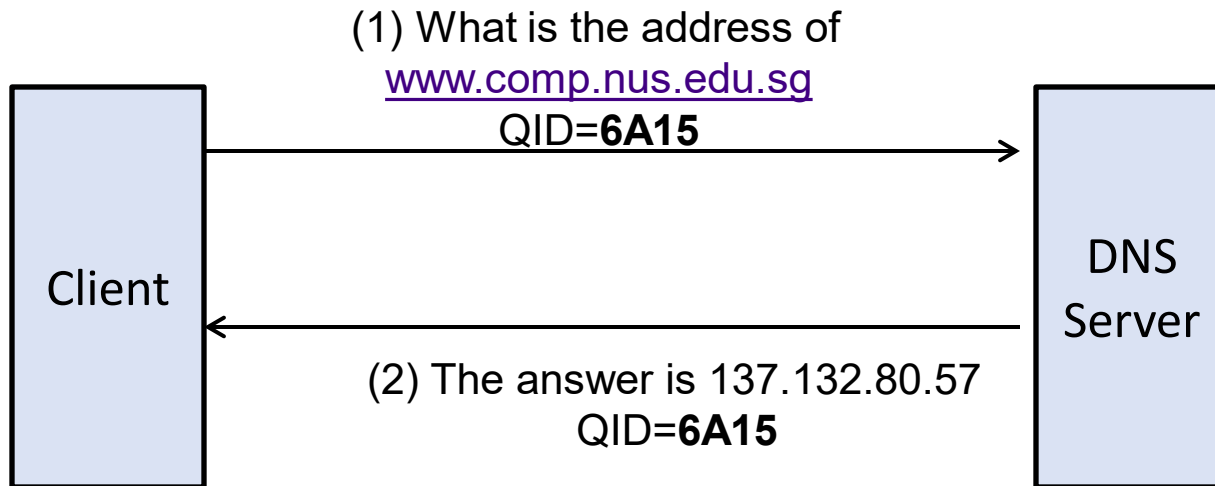 (1) What is the address of
www.comp.nus.edu.sg
QID=6A15
Client
DNS
Server
(2) The answer is 137.132.80.57
QID=6A15